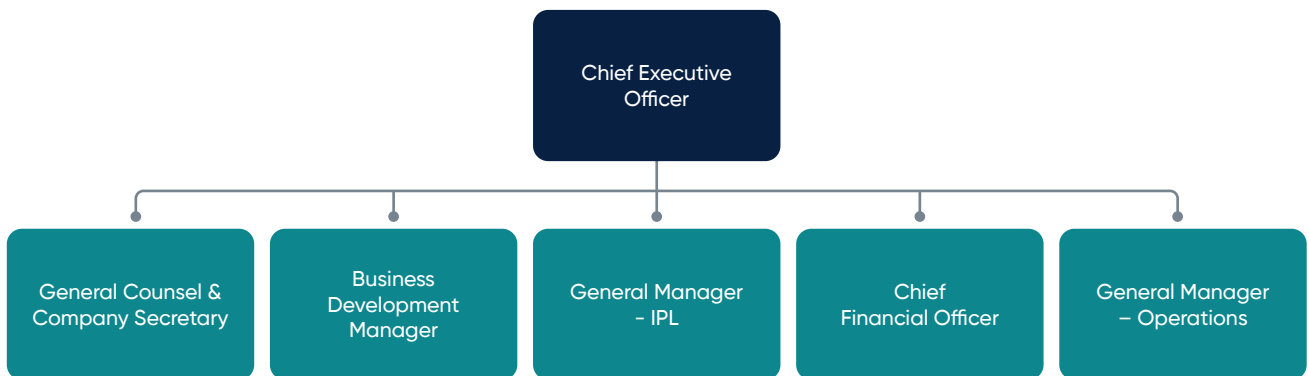 Chief Executive
Officer
General Counsel &
Company Secretary
Business
Development
Manager
General Manager
- IPL
Chief
Financial Officer
General Manager
– Operations